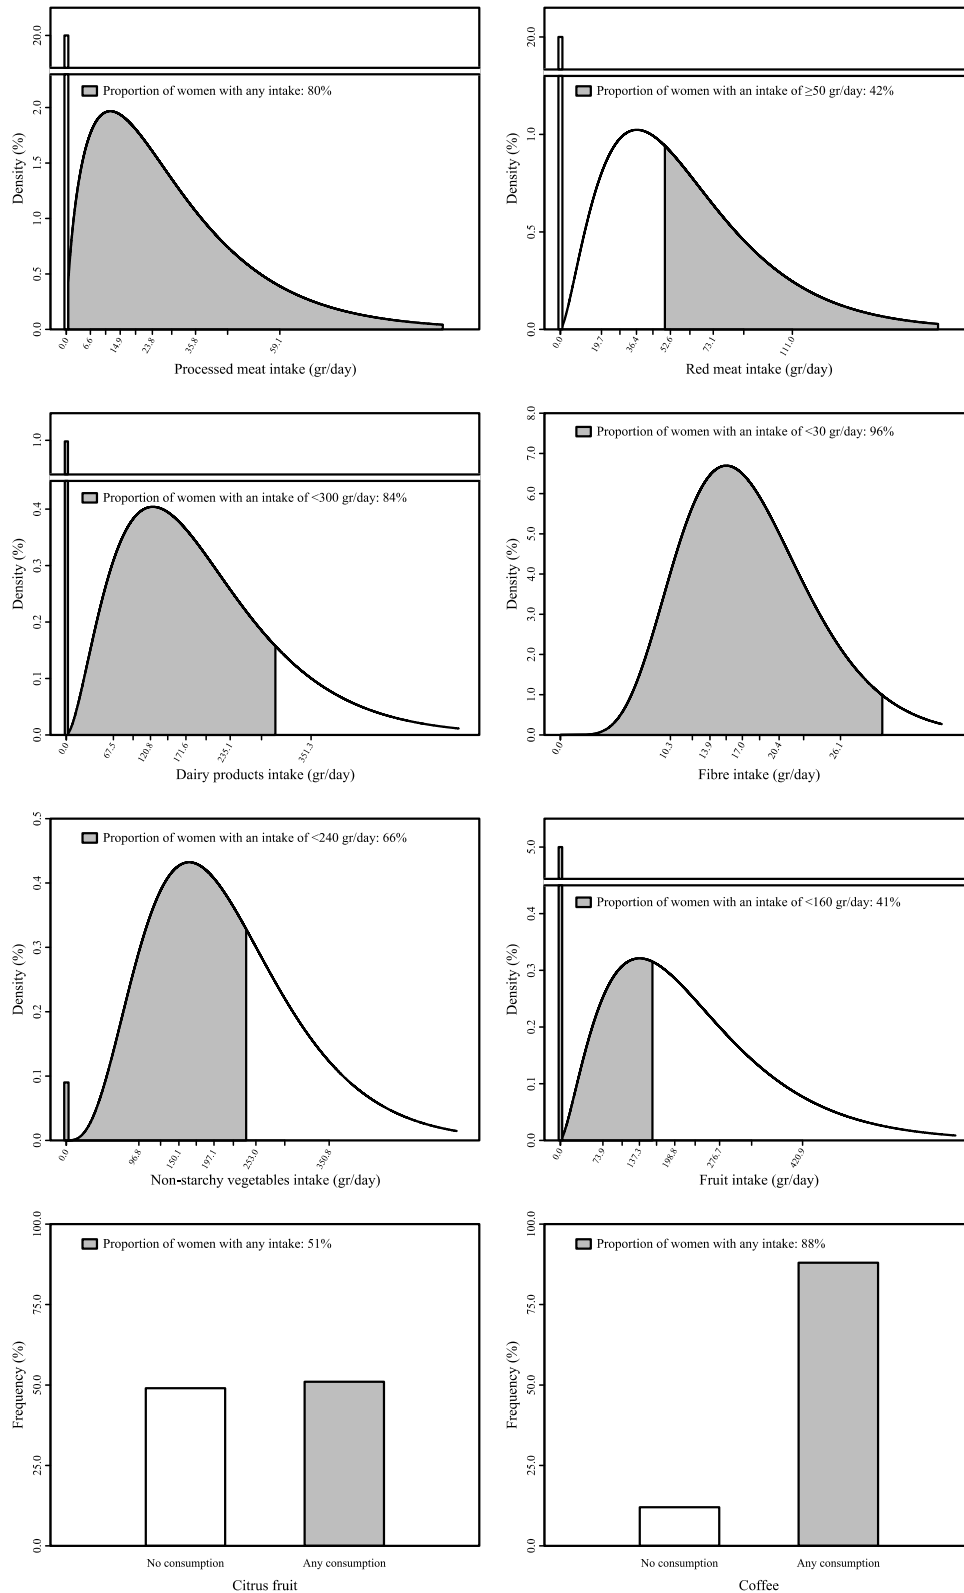 20.0
Proportion of women with any intake: 80%
2.0
1.5
1.0
0.5
0.0
Density (%)
0.0 6.6 14.9 23.8 35.8 59.1
Processed meat intake (gr/day)
20.0
Proportion of women with an intake of ≥50 gr/day: 42%
1.0
0.5
0.0
Density (%)
0.0 19.7 36.4 52.6 73.1 111.0
Red meat intake (gr/day)
1.0
Proportion of women with an intake of <300 gr/day: 84%
0.4
0.3
0.2
0.1
0.0
Density (%)
0.0 67.5 120.8 171.6 235.1 351.3
Dairy products intake (gr/day)
8.0
Proportion of women with an intake of <30 gr/day: 96%
7.0
6.0
5.0
4.0
3.0
2.0
1.0
0.0
Density (%)
0.0 10.3 13.9 17.0 20.4 26.1
Fibre intake (gr/day)
0.5
Proportion of women with an intake of <240 gr/day: 66%
0.4
0.3
0.2
0.1
0.0
Density (%)
0.0 96.8 150.1 197.1 253.0 350.8
Non-starchy vegetables intake (gr/day)
5.0
Proportion of women with an intake of <160 gr/day: 41%
0.4
0.3
0.2
0.1
0.0
Density (%)
0.0 73.9 137.3 198.8 276.7 420.9
Fruit intake (gr/day)
100.0
Proportion of women with any intake: 51%
75.0
50.0
25.0
0.0
Frequency (%)
No consumption Any consumption
Citrus fruit
100.0
Proportion of women with any intake: 88%
75.0
50.0
25.0
0.0
Frequency (%)
No consumption Any consumption
Coffee